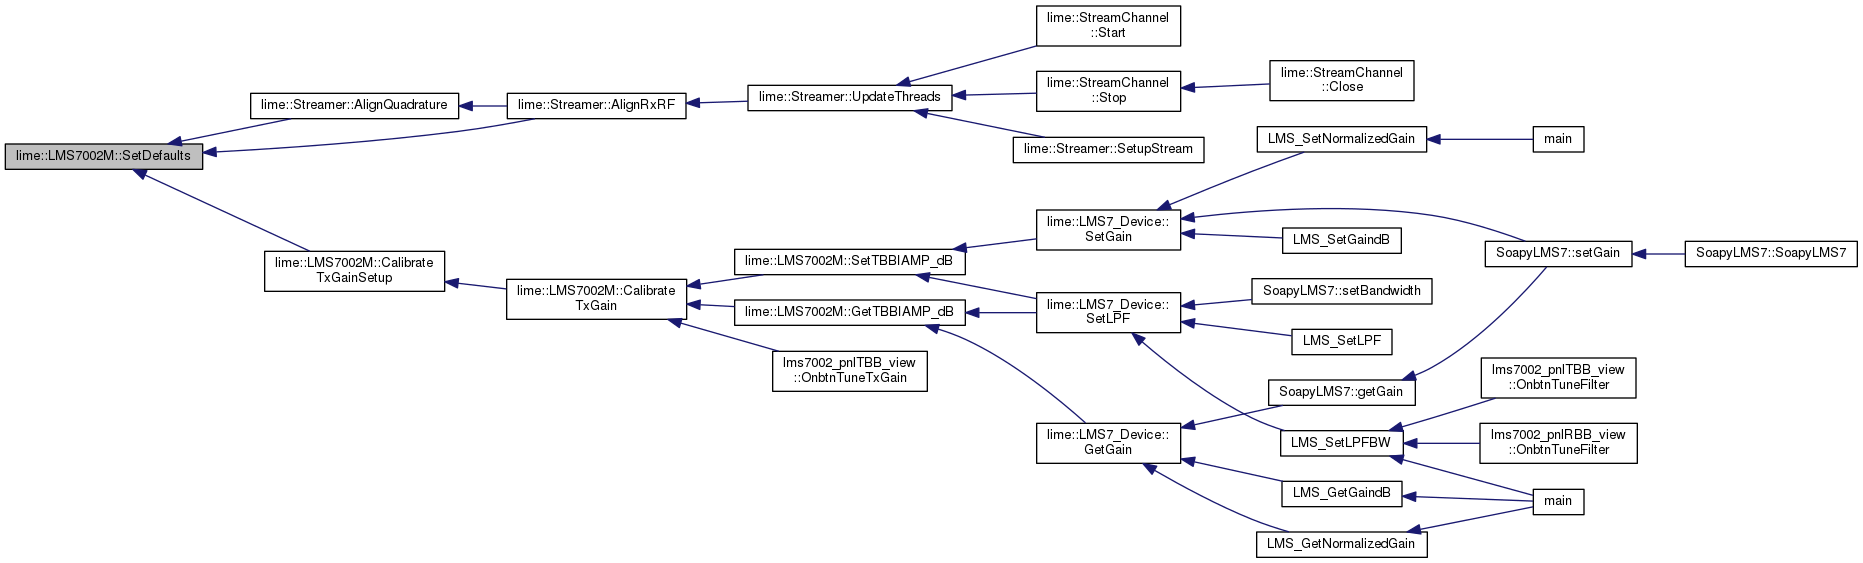 lime::LMS7002M::SetDefaults
lime::Streamer::AlignQuadrature
lime::Streamer::AlignRxRF
lime::Streamer::UpdateThreads
lime::StreamChannel
::Start
lime::StreamChannel
::Stop
lime::StreamChannel
::Close
lime::Streamer::SetupStream
lime::LMS7002M::Calibrate
TxGainSetup
lime::LMS7002M::Calibrate
TxGain
lime::LMS7002M::SetTBBIAMP_dB
lime::LMS7_Device::
SetGain
LMS_SetNormalizedGain
main
LMS_SetGaindB
SoapyLMS7::setGain
SoapyLMS7::SoapyLMS7
lime::LMS7002M::GetTBBIAMP_dB
lime::LMS7_Device::
SetLPF
SoapyLMS7::setBandwidth
LMS_SetLPF
lms7002_pnlTBB_view
::OnbtnTuneTxGain
SoapyLMS7::getGain
lms7002_pnlTBB_view
::OnbtnTuneFilter
lime::LMS7_Device::
GetGain
LMS_SetLPFBW
lms7002_pnlRBB_view
::OnbtnTuneFilter
LMS_GetGaindB
main
LMS_GetNormalizedGain